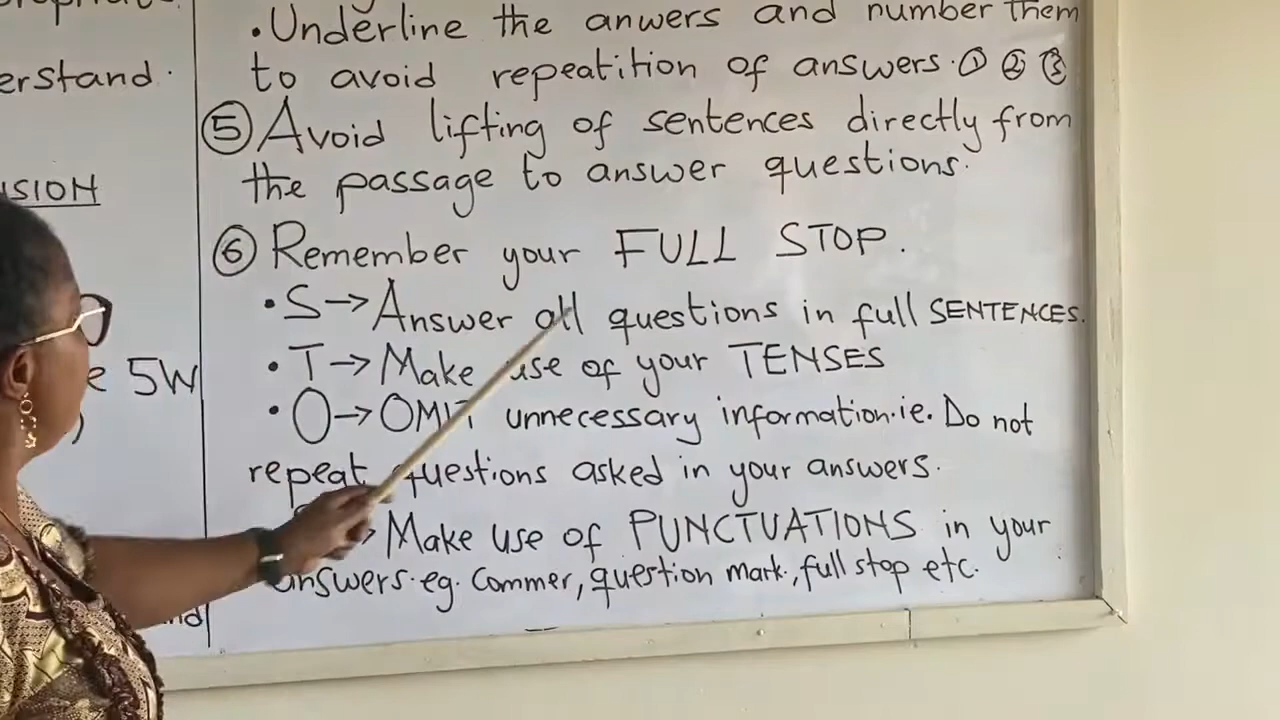 erstand.
SION
e 5W
)
• Underline the anwers and number them
to avoid repeatition of answers. ① ② ③
⑤ Avoid lifting of sentences directly from
the passage to answer questions.
⑥ Remember your FULL STOP.
• S → Answer all questions in full SENTENCES.
• T → Make use of your TENSES
• O → OMIT unnecessary information. ie. Do not
repeat questions asked in your answers.
→ Make use of PUNCTUATIONS in your
answers. eg. Commer, question mark, full stop etc.